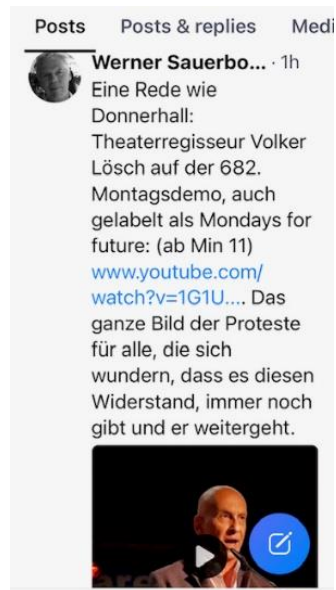 Posts Posts & replies Medi
Werner Sauerbo... · 1h
Eine Rede wie
Donnerhall:
Theaterregisseur Volker
Lösch auf der 682.
Montagsdemo, auch
gelabelt als Mondays for
future: (ab Min 11)
www.youtube.com/
watch?v=1G1U.... Das
ganze Bild der Proteste
für alle, die sich
wundern, dass es diesen
Widerstand, immer noch
gibt und er weitergeht.